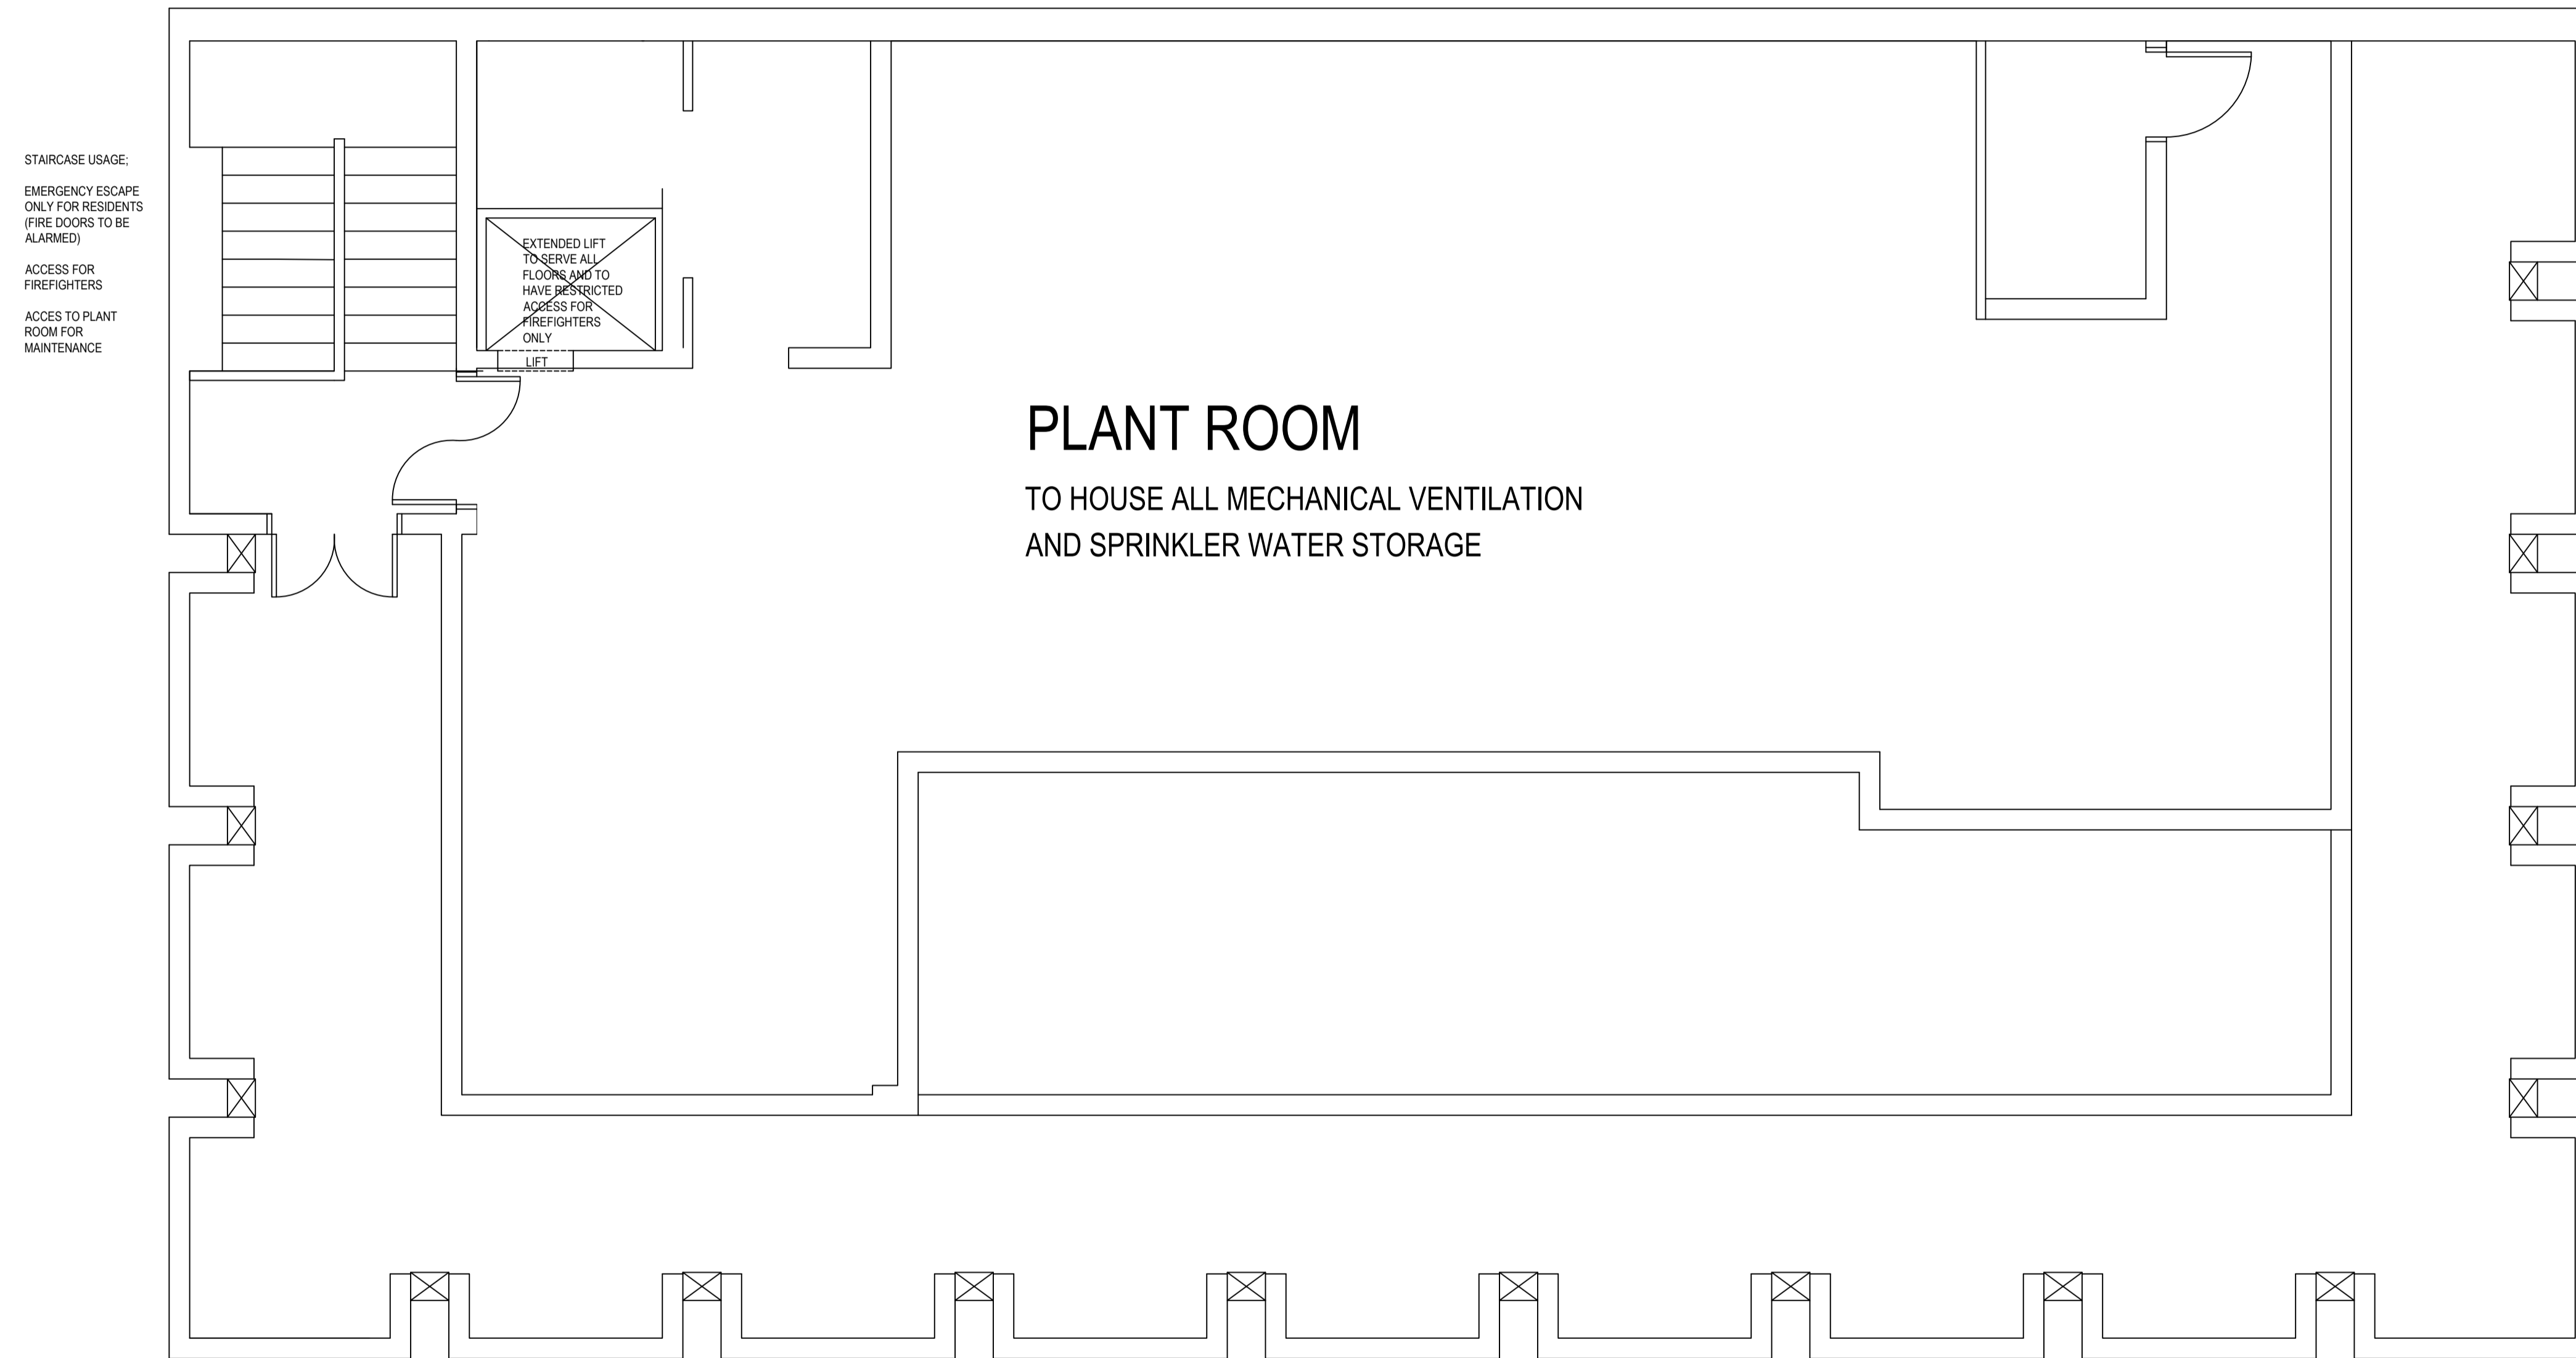 STAIRCASE USAGE;
EMERGENCY ESCAPE
ONLY FOR RESIDENTS
(FIRE DOORS TO BE
ALARMED)
ACCESS FOR
FIREFIGHTERS
ACCES TO PLANT
ROOM FOR
MAINTENANCE
EXTENDED LIFT
TO SERVE ALL
FLOORS AND TO
HAVE RESTRICTED
ACCESS FOR
FIREFIGHTERS
ONLY
LIFT
PLANT ROOM
TO HOUSE ALL MECHANICAL VENTILATION
AND SPRINKLER WATER STORAGE